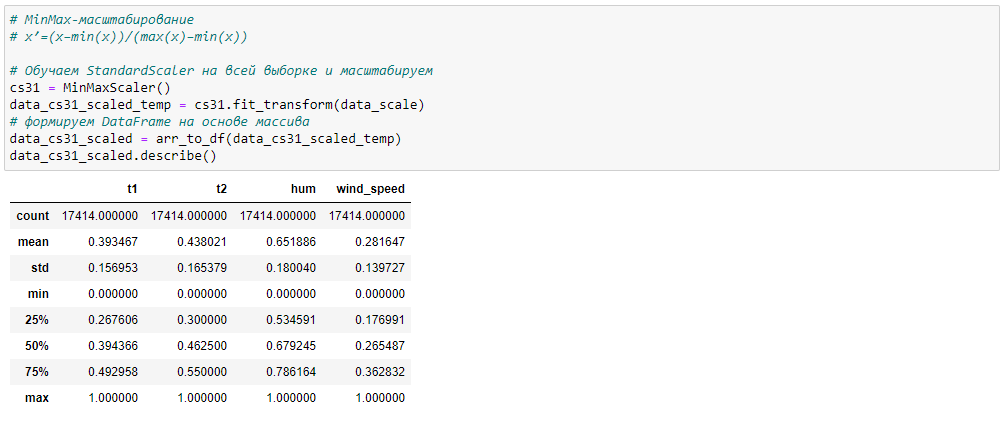 # MinMax-масштабирование
# x’=(x−min(x))/(max(x)−min(x))
# Обучаем StandardScaler на всей выборке и масштабируем
cs31 = MinMaxScaler()
data_cs31_scaled_temp = cs31.fit_transform(data_scale)
# формируем DataFrame на основе массива
data_cs31_scaled = arr_to_df(data_cs31_scaled_temp)
data_cs31_scaled.describe()
t1 t2 hum wind_speed
count 17414.000000 17414.000000 17414.000000 17414.000000
mean 0.393467 0.438021 0.651886 0.281647
std 0.156953 0.165379 0.180040 0.139727
min 0.000000 0.000000 0.000000 0.000000
25% 0.267606 0.300000 0.534591 0.176991
50% 0.394366 0.462500 0.679245 0.265487
75% 0.492958 0.550000 0.786164 0.362832
max 1.000000 1.000000 1.000000 1.000000